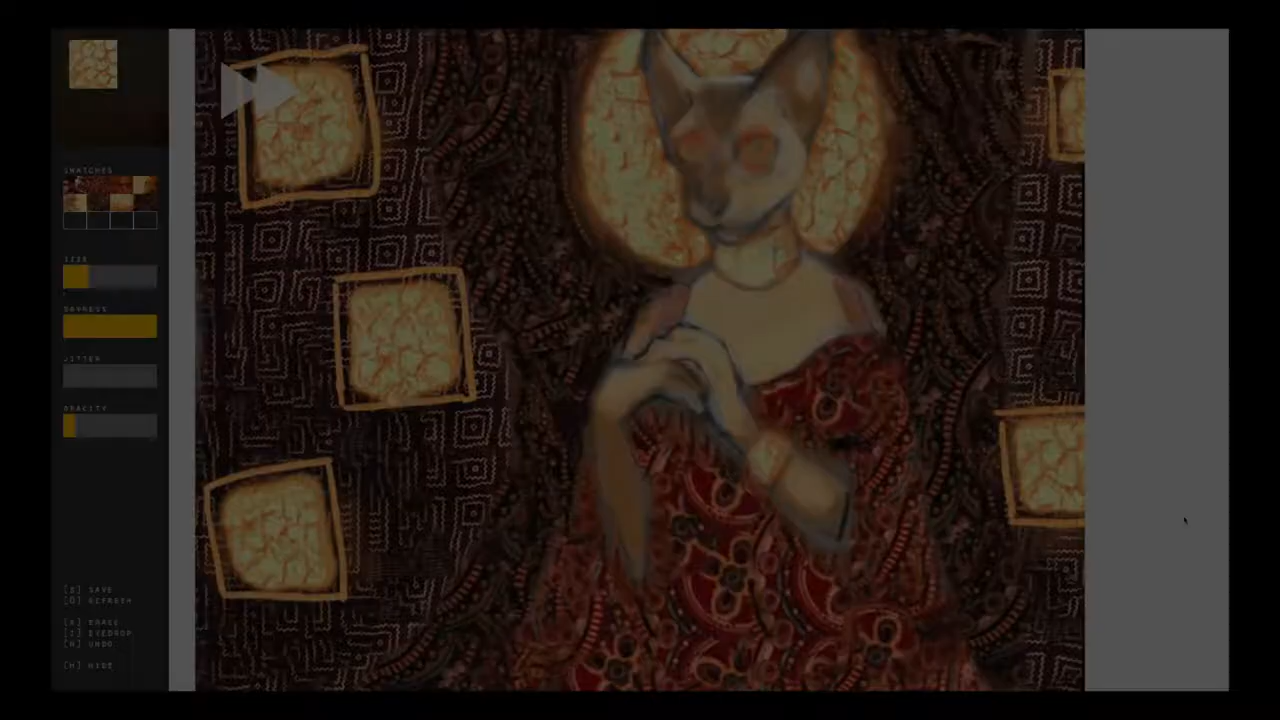 SWATCHES
SIZE
DRYNESS
JITTER
OPACITY
[S] SAVE
[O] REFRESH
[X] ERASE
[I] EYEDROP
[N] UNDO
[H] HIDE